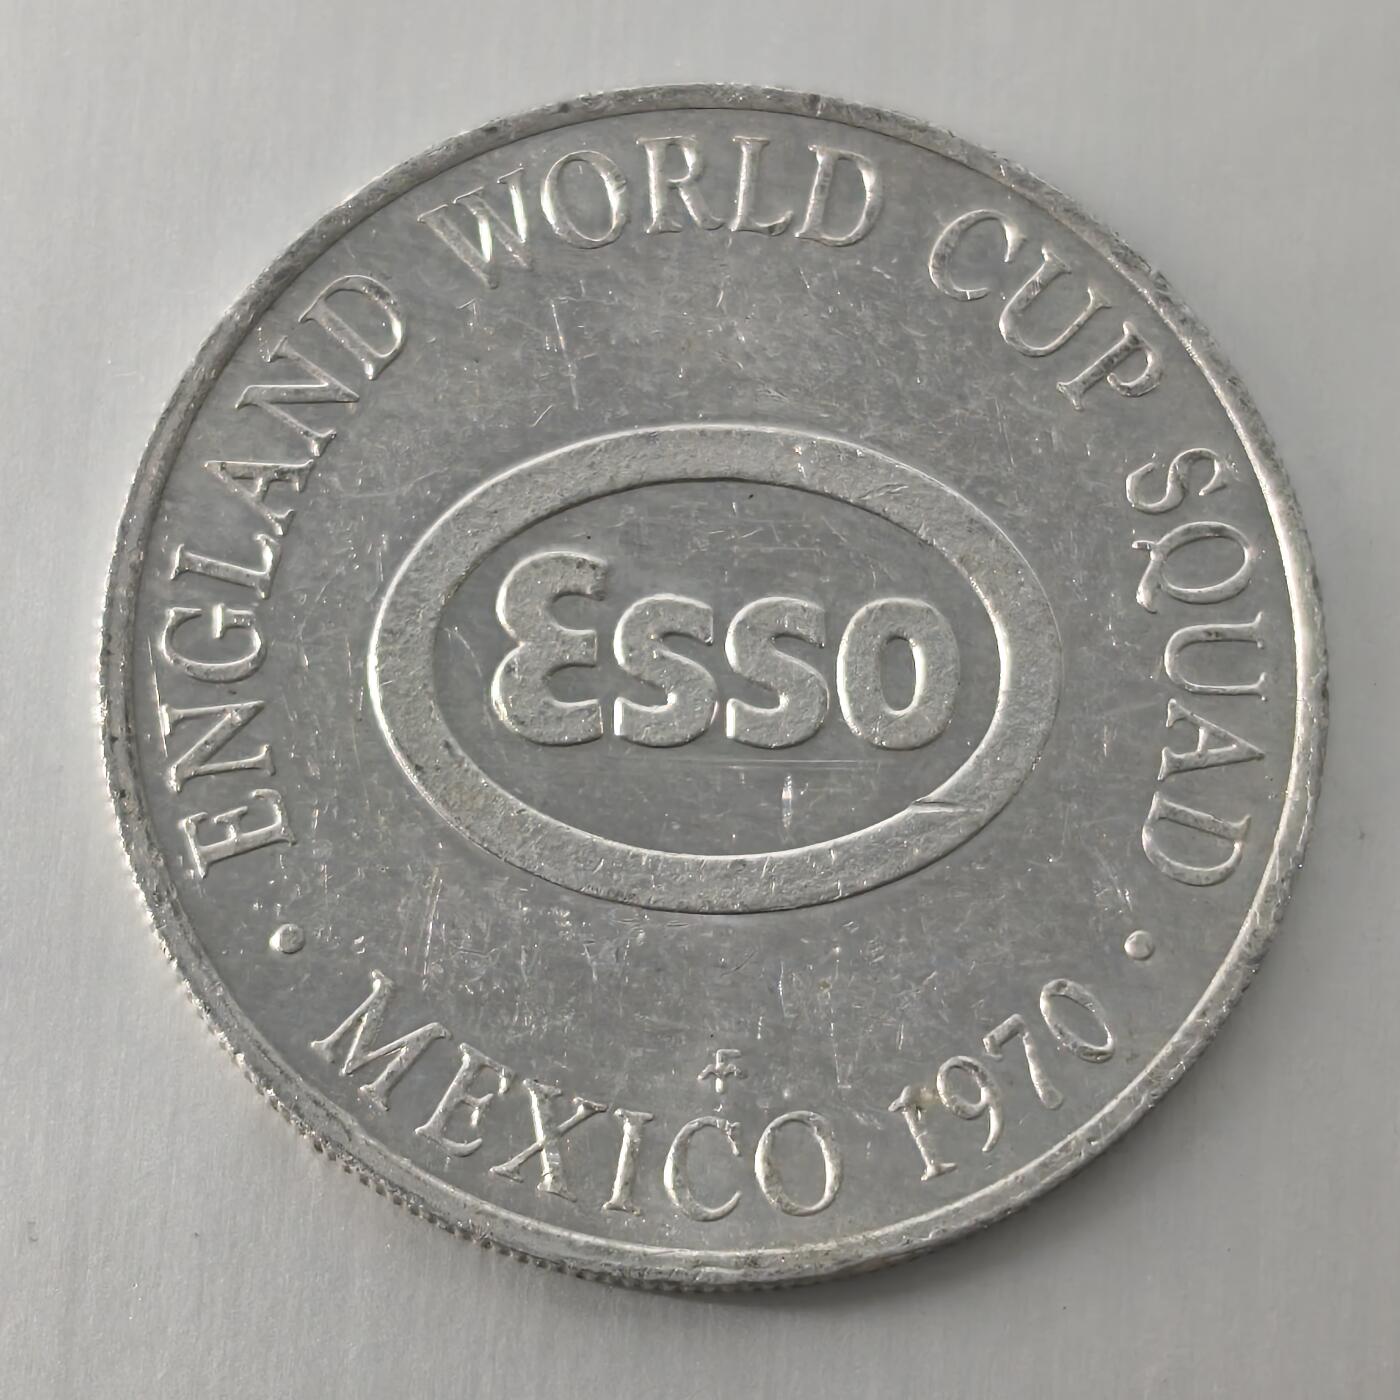 ENGLAND WORLD CUP SQUAD
Esso
· MEXICO 1970 ·